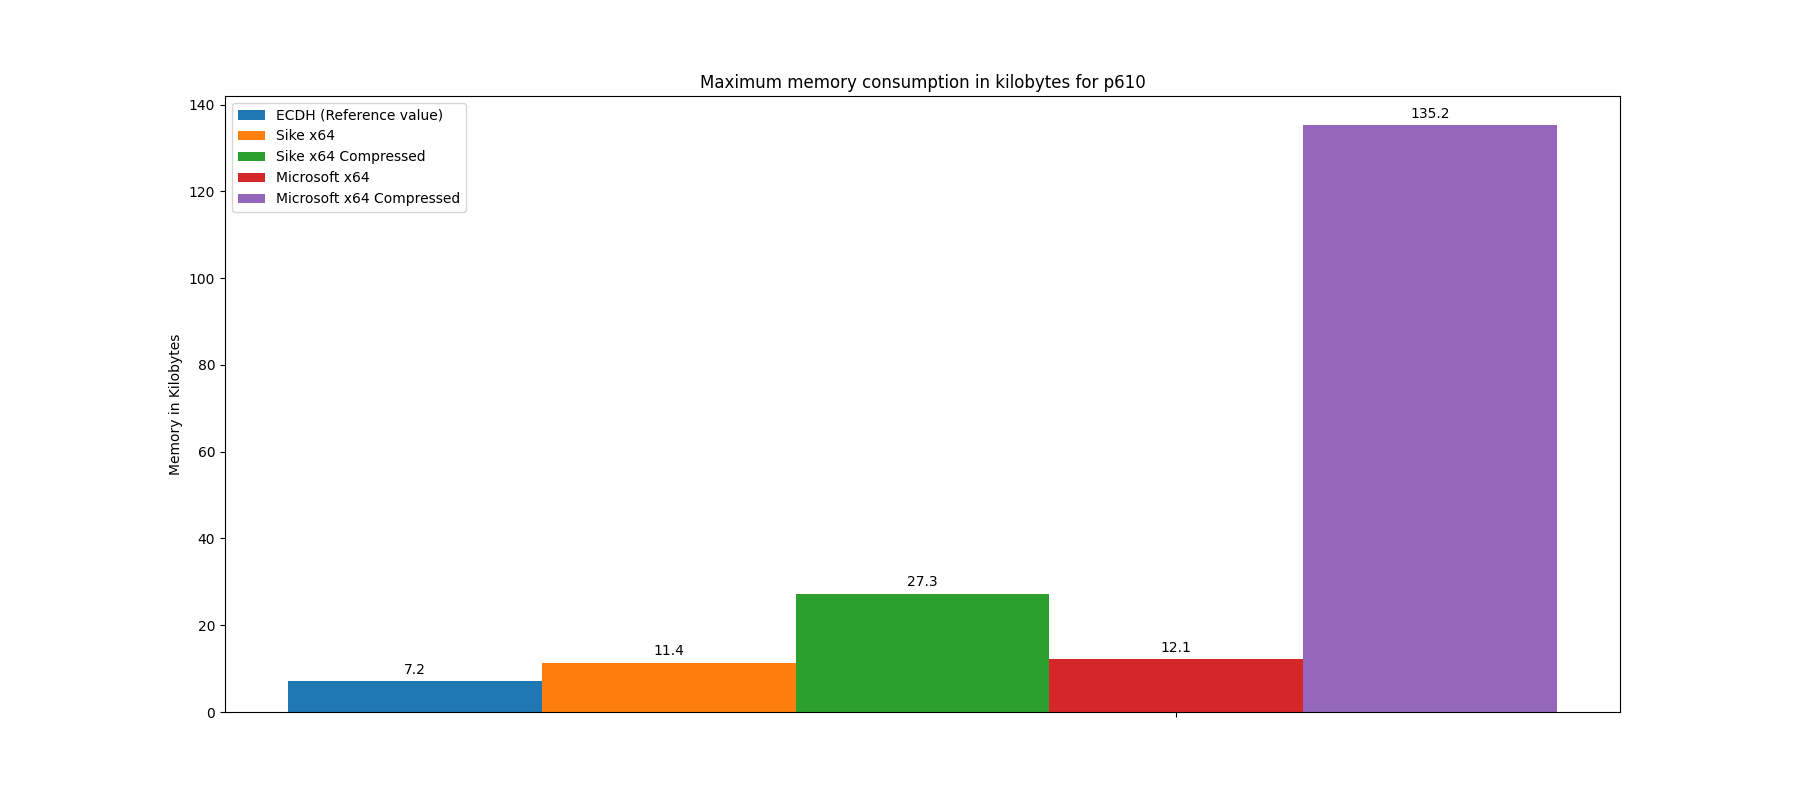 Maximum memory consumption in kilobytes for p610
ECDH (Reference value)
Sike x64
Sike x64 Compressed
Microsoft x64
Microsoft x64 Compressed
Memory in Kilobytes
140
120
100
80
60
40
20
0
7.2
11.4
27.3
12.1
135.2